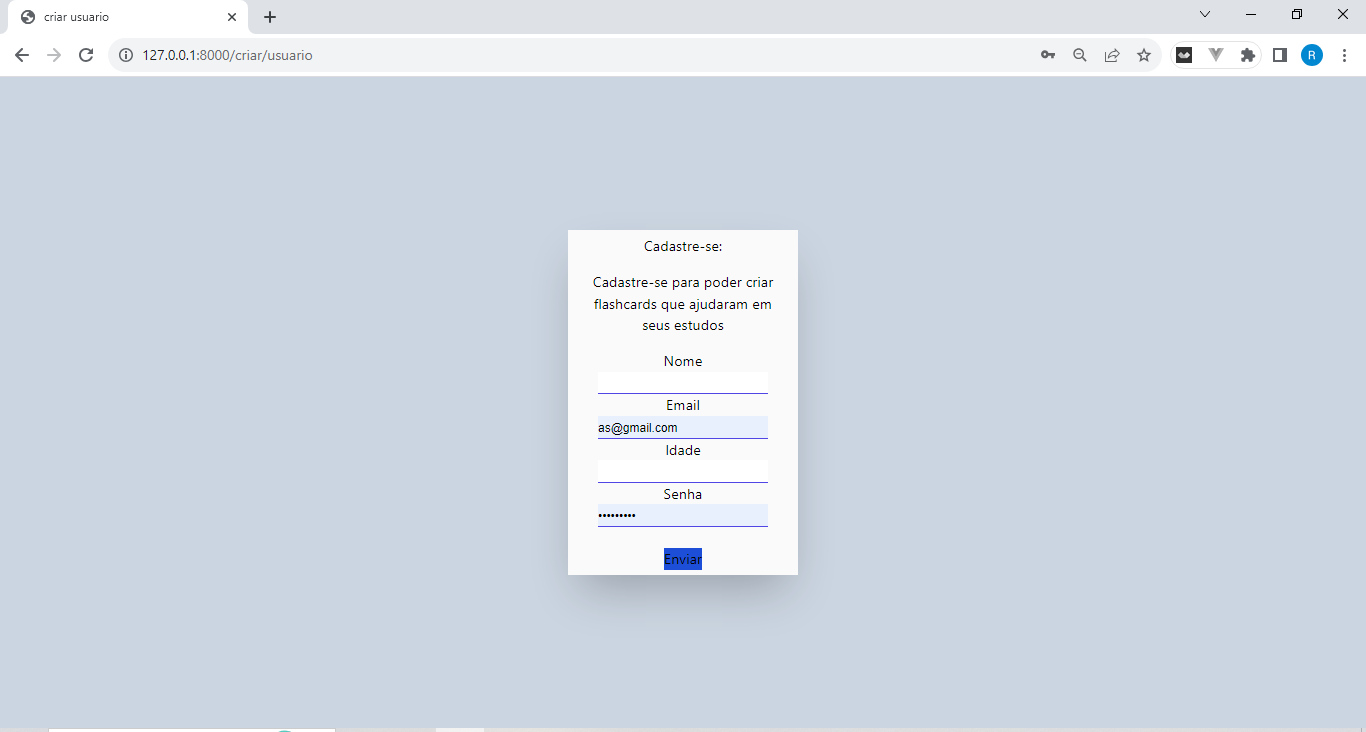 criar usuario
127.0.0.1:8000/criar/usuario
R
Cadastre-se:
Cadastre-se para poder criar
flashcards que ajudaram em
seus estudos
Nome
Email
as@gmail.com
Idade
Senha
•••••••••
Enviar